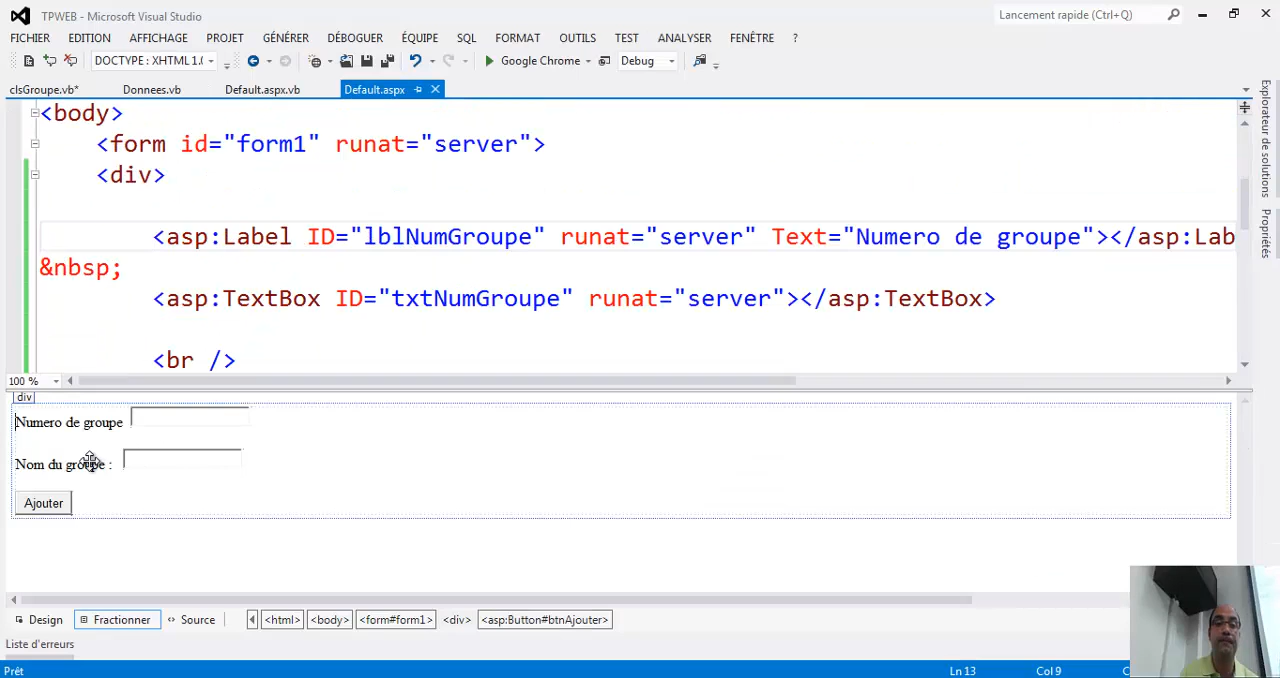 TPWEB - Microsoft Visual Studio
Lancement rapide (Ctrl+Q)
FICHIER EDITION AFFICHAGE PROJET GÉNÉRER DÉBOGUER ÉQUIPE SQL FORMAT OUTILS TEST ANALYSER FENÊTRE ?
DOCTYPE : XHTML 1.( Google Chrome Debug
clsGroupe.vb* Donnees.vb Default.aspx.vb Default.aspx
<body>
<form id="form1" runat="server">
<div>
<asp:Label ID="lblNumGroupe" runat="server" Text="Numero de groupe"></asp:Lab
&nbsp;
<asp:TextBox ID="txtNumGroupe" runat="server"></asp:TextBox>
<br />
100 %
div
Numero de groupe
Nom du groupe :
Ajouter
Design Fractionner Source <html> <body> <form#form1> <div> <asp:Button#btnAjouter>
Liste d'erreurs
Prêt Ln 13 Col 9 C
Explorateur de solutions
Propriétés